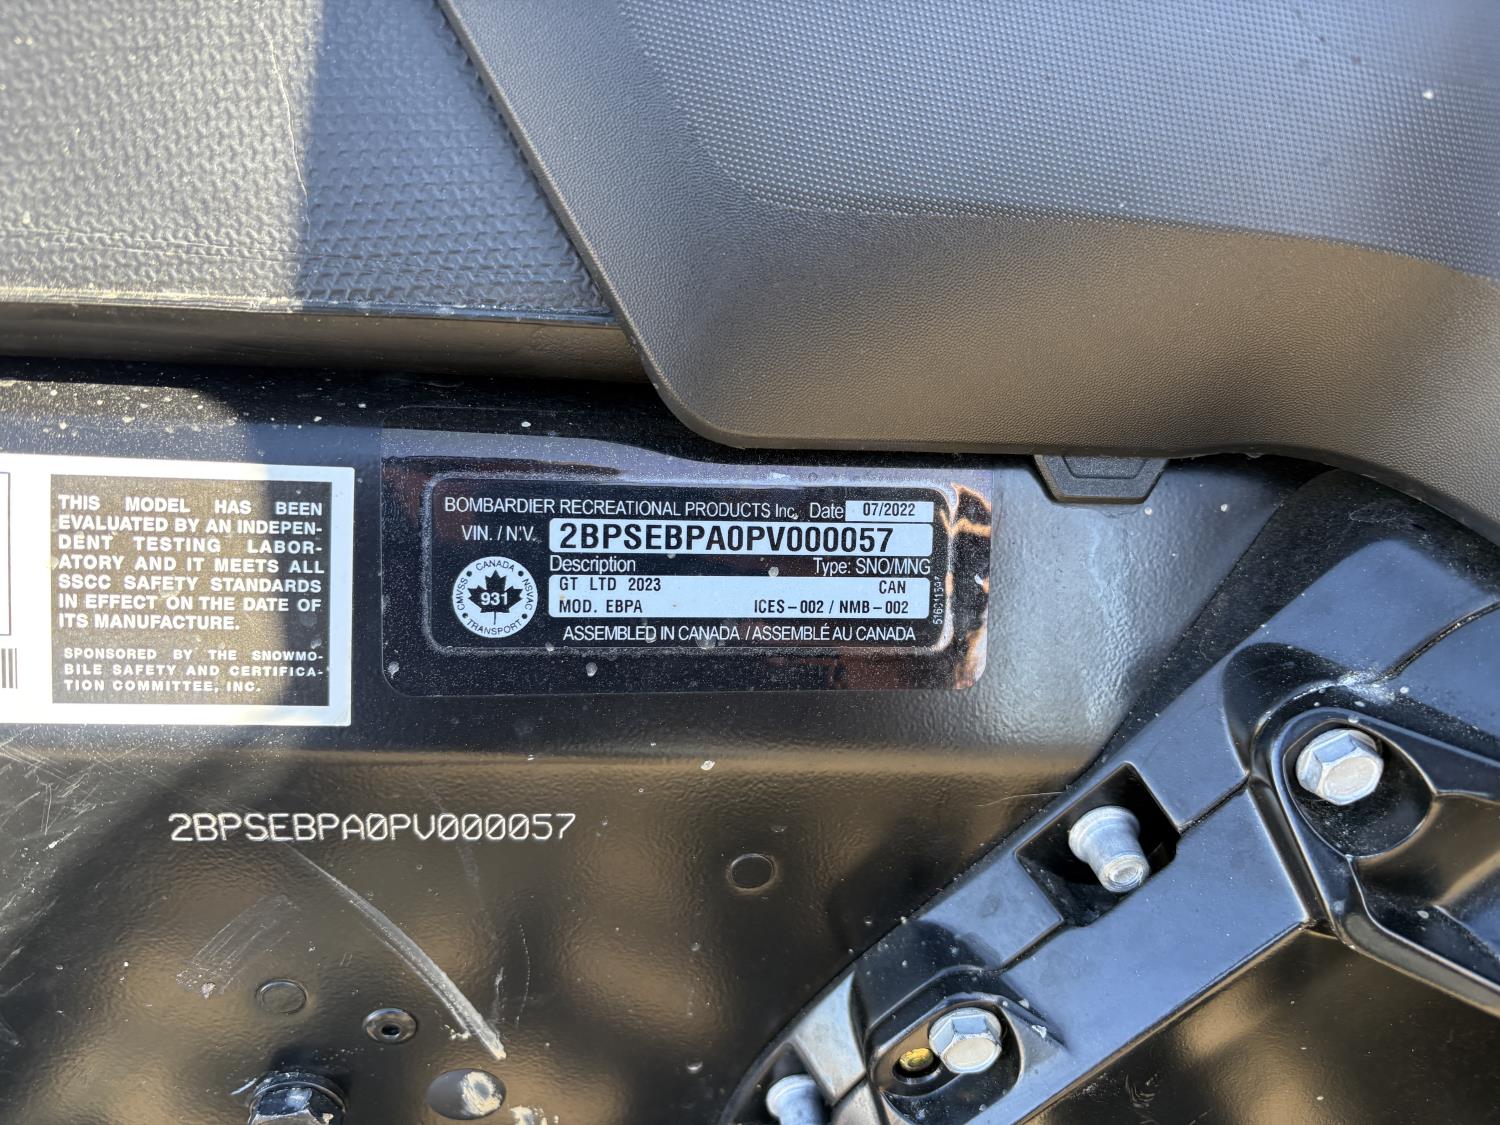 THIS MODEL HAS BEEN
EVALUATED BY AN INDEPEN-
DENT TESTING LABOR-
ATORY AND IT MEETS ALL
SSCC SAFETY STANDARDS
IN EFFECT ON THE DATE OF
ITS MANUFACTURE.
SPONSORED BY THE SNOWMO-
BILE SAFETY AND CERTIFICA-
TION COMMITTEE, INC.
BOMBARDIER RECREATIONAL PRODUCTS Inc. Date 07/2022
VIN. / N'.V. 2BPSEBPA0PV000057
Description Type: SNO/MNG
GT LTD 2023 CAN
MOD. EBPA ICES-002 / NMB-002
ASSEMBLED IN CANADA / ASSEMBLÉ AU CANADA
CANADA
CMVSS 931 NSVAC
TRANSPORT
2BPSEBPA0PV000057